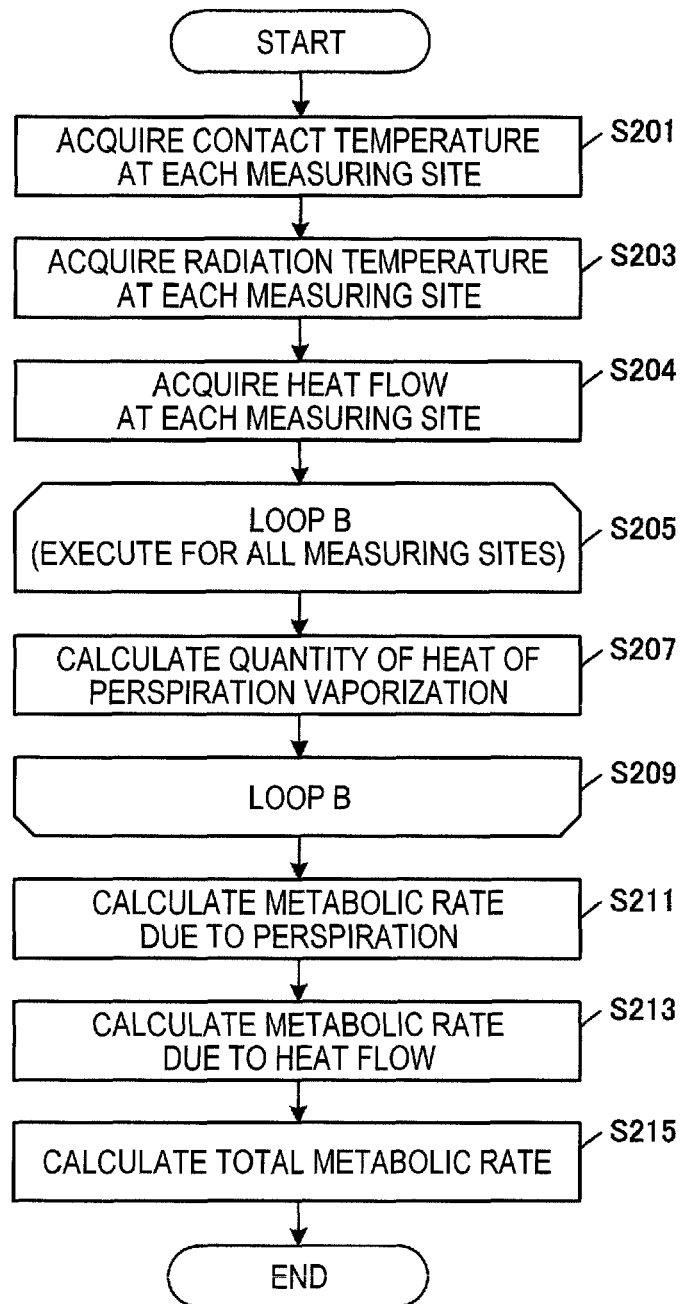 START
ACQUIRE CONTACT TEMPERATURE
AT EACH MEASURING SITE
S201
ACQUIRE RADIATION TEMPERATURE
AT EACH MEASURING SITE
S203
ACQUIRE HEAT FLOW
AT EACH MEASURING SITE
S204
LOOP B
(EXECUTE FOR ALL MEASURING SITES)
S205
CALCULATE QUANTITY OF HEAT OF
PERSPIRATION VAPORIZATION
S207
LOOP B
S209
CALCULATE METABOLIC RATE
DUE TO PERSPIRATION
S211
CALCULATE METABOLIC RATE
DUE TO HEAT FLOW
S213
CALCULATE TOTAL METABOLIC RATE
S215
END